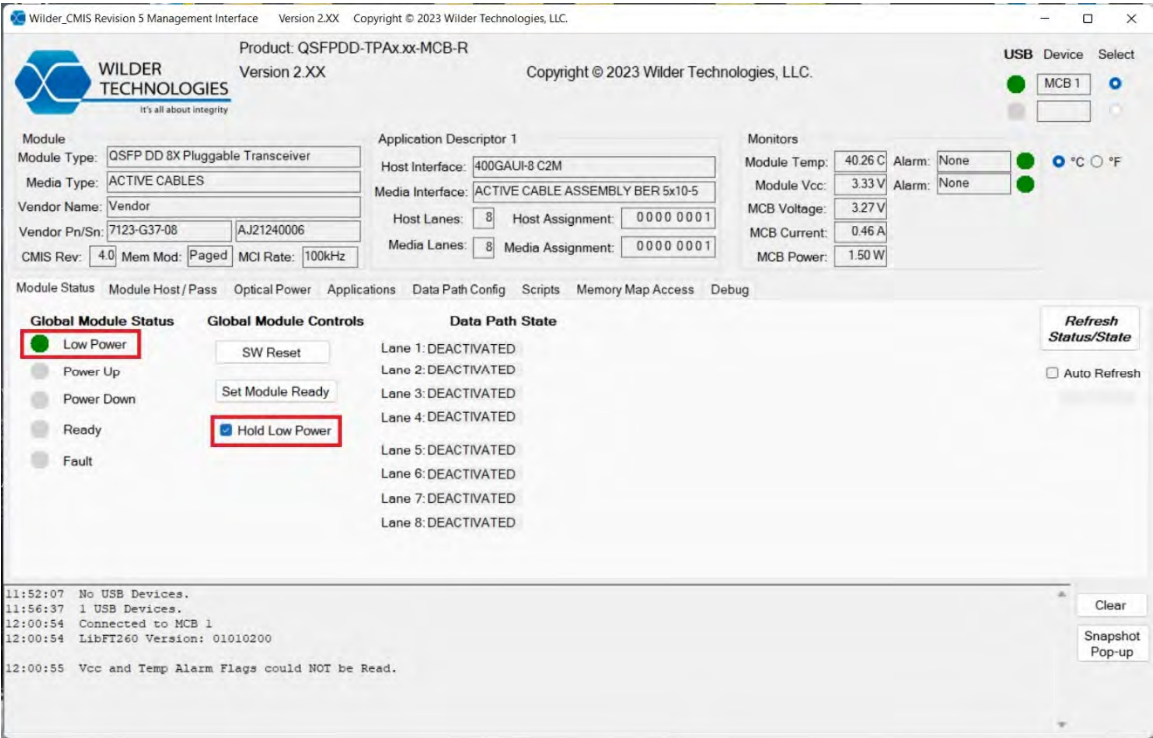 Wilder_CMIS Revision 5 Management Interface Version 2.XX Copyright © 2023 Wilder Technologies, LLC.
Product: QSFPDD-TPAx.xx-MCB-R
WILDER
TECHNOLOGIES
It's all about integrity
Version 2.XX
Copyright © 2023 Wilder Technologies, LLC.
USB Device Select
MCB 1
Module
Module Type: QSFP DD 8X Pluggable Transceiver
Media Type: ACTIVE CABLES
Vendor Name: Vendor
Vendor Pn/Sn: 7123-G37-08 AJ21240006
CMIS Rev: 4.0 Mem Mod: Paged MCI Rate: 100kHz
Application Descriptor 1
Host Interface: 400GAUI-8 C2M
Media Interface: ACTIVE CABLE ASSEMBLY BER 5x10-5
Host Lanes: 8 Host Assignment: 0000 0001
Media Lanes: 8 Media Assignment: 0000 0001
Monitors
Module Temp: 40.26 C Alarm: None °C °F
Module Vcc: 3.33 V Alarm: None
MCB Voltage: 3.27 V
MCB Current: 0.46 A
MCB Power: 1.50 W
Module Status Module Host / Pass Optical Power Applications Data Path Config Scripts Memory Map Access Debug
Global Module Status
Low Power
Power Up
Power Down
Ready
Fault
Global Module Controls
SW Reset
Set Module Ready
Hold Low Power
Data Path State
Lane 1: DEACTIVATED
Lane 2: DEACTIVATED
Lane 3: DEACTIVATED
Lane 4: DEACTIVATED
Lane 5: DEACTIVATED
Lane 6: DEACTIVATED
Lane 7: DEACTIVATED
Lane 8: DEACTIVATED
Refresh
Status/State
Auto Refresh
11:52:07 No USB Devices.
11:56:37 1 USB Devices.
12:00:54 Connected to MCB 1
12:00:54 LibFT260 Version: 01010200
12:00:55 Vcc and Temp Alarm Flags could NOT be Read.
Clear
Snapshot
Pop-up